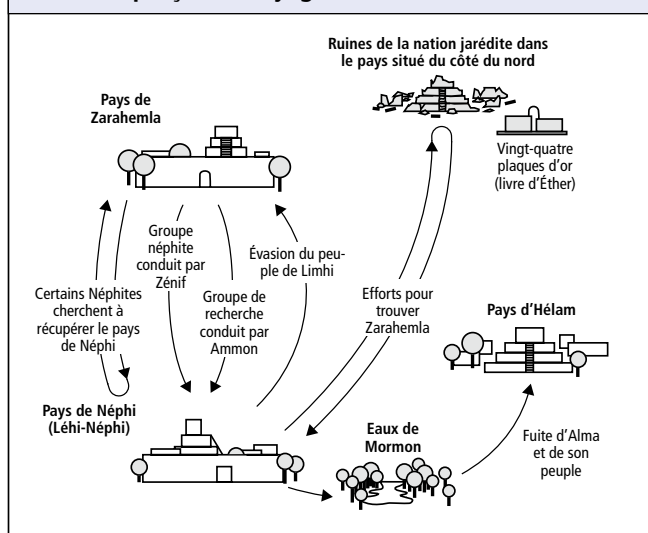 Ruines de la nation jarédite dans
le pays situé du côté du nord
Pays de
Zarahemla
Vingt-quatre
plaques d'or
(livre d'Éther)
Groupe
néphite
conduit par
Zénif
Évasion du peu-
ple de Limhi
Certains Néphites
cherchent à
récupérer le pays
de Néphi
Groupe de
recherche
conduit par
Ammon
Efforts pour
trouver
Zarahemla
Pays d'Hélam
Pays de Néphi
(Léhi-Néphi)
Eaux de
Mormon
Fuite d'Alma
et de son
peuple